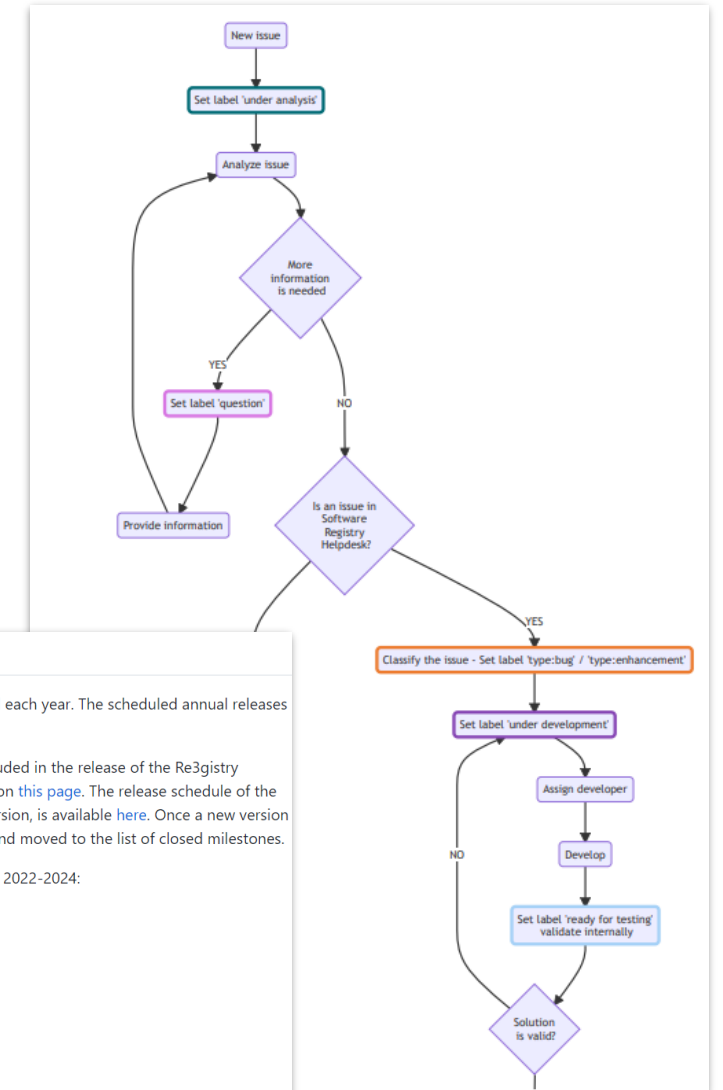 New issue
Set label 'under analysis'
Analyze issue
More
information
is needed
YES
Set label 'question'
NO
Provide information
Is an issue in
Software
Registry
Helpdesk?
YES
Classify the issue - Set label 'type:bug' / 'type:enhancement'
Set label 'under development'
Assign developer
NO
Develop
Set label 'ready for testing'
validate internally
Solution
is valid?
each year. The scheduled annual releases
uded in the release of the Re3gistry
on this page. The release schedule of the
rsion, is available here. Once a new version
nd moved to the list of closed milestones.
2022-2024: